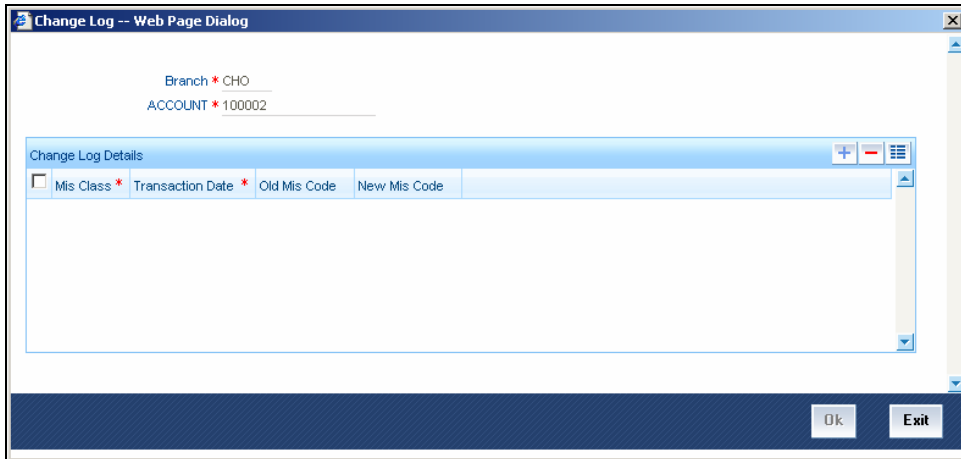 Change Log -- Web Page Dialog
Branch * CHO
ACCOUNT * 100002
Change Log Details
Mis Class * Transaction Date * Old Mis Code New Mis Code
Ok Exit